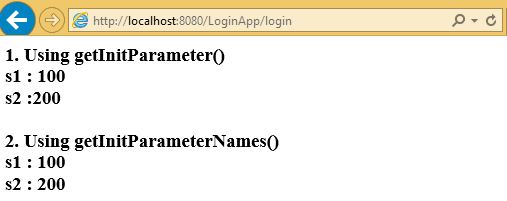 http://localhost:8080/LoginApp/login
1. Using getInitParameter()
s1 : 100
s2 :200
2. Using getInitParameterNames()
s1 : 100
s2 : 200